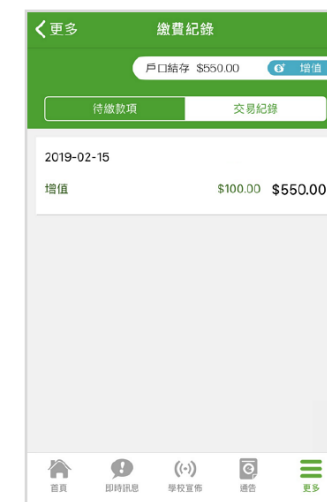 更多
繳費紀錄
戶口結存 $550.00
增值
待繳款項
交易紀錄
2019-02-15
增值 $100.00 $550.00
首頁
即時訊息
學校宣佈
通告
更多